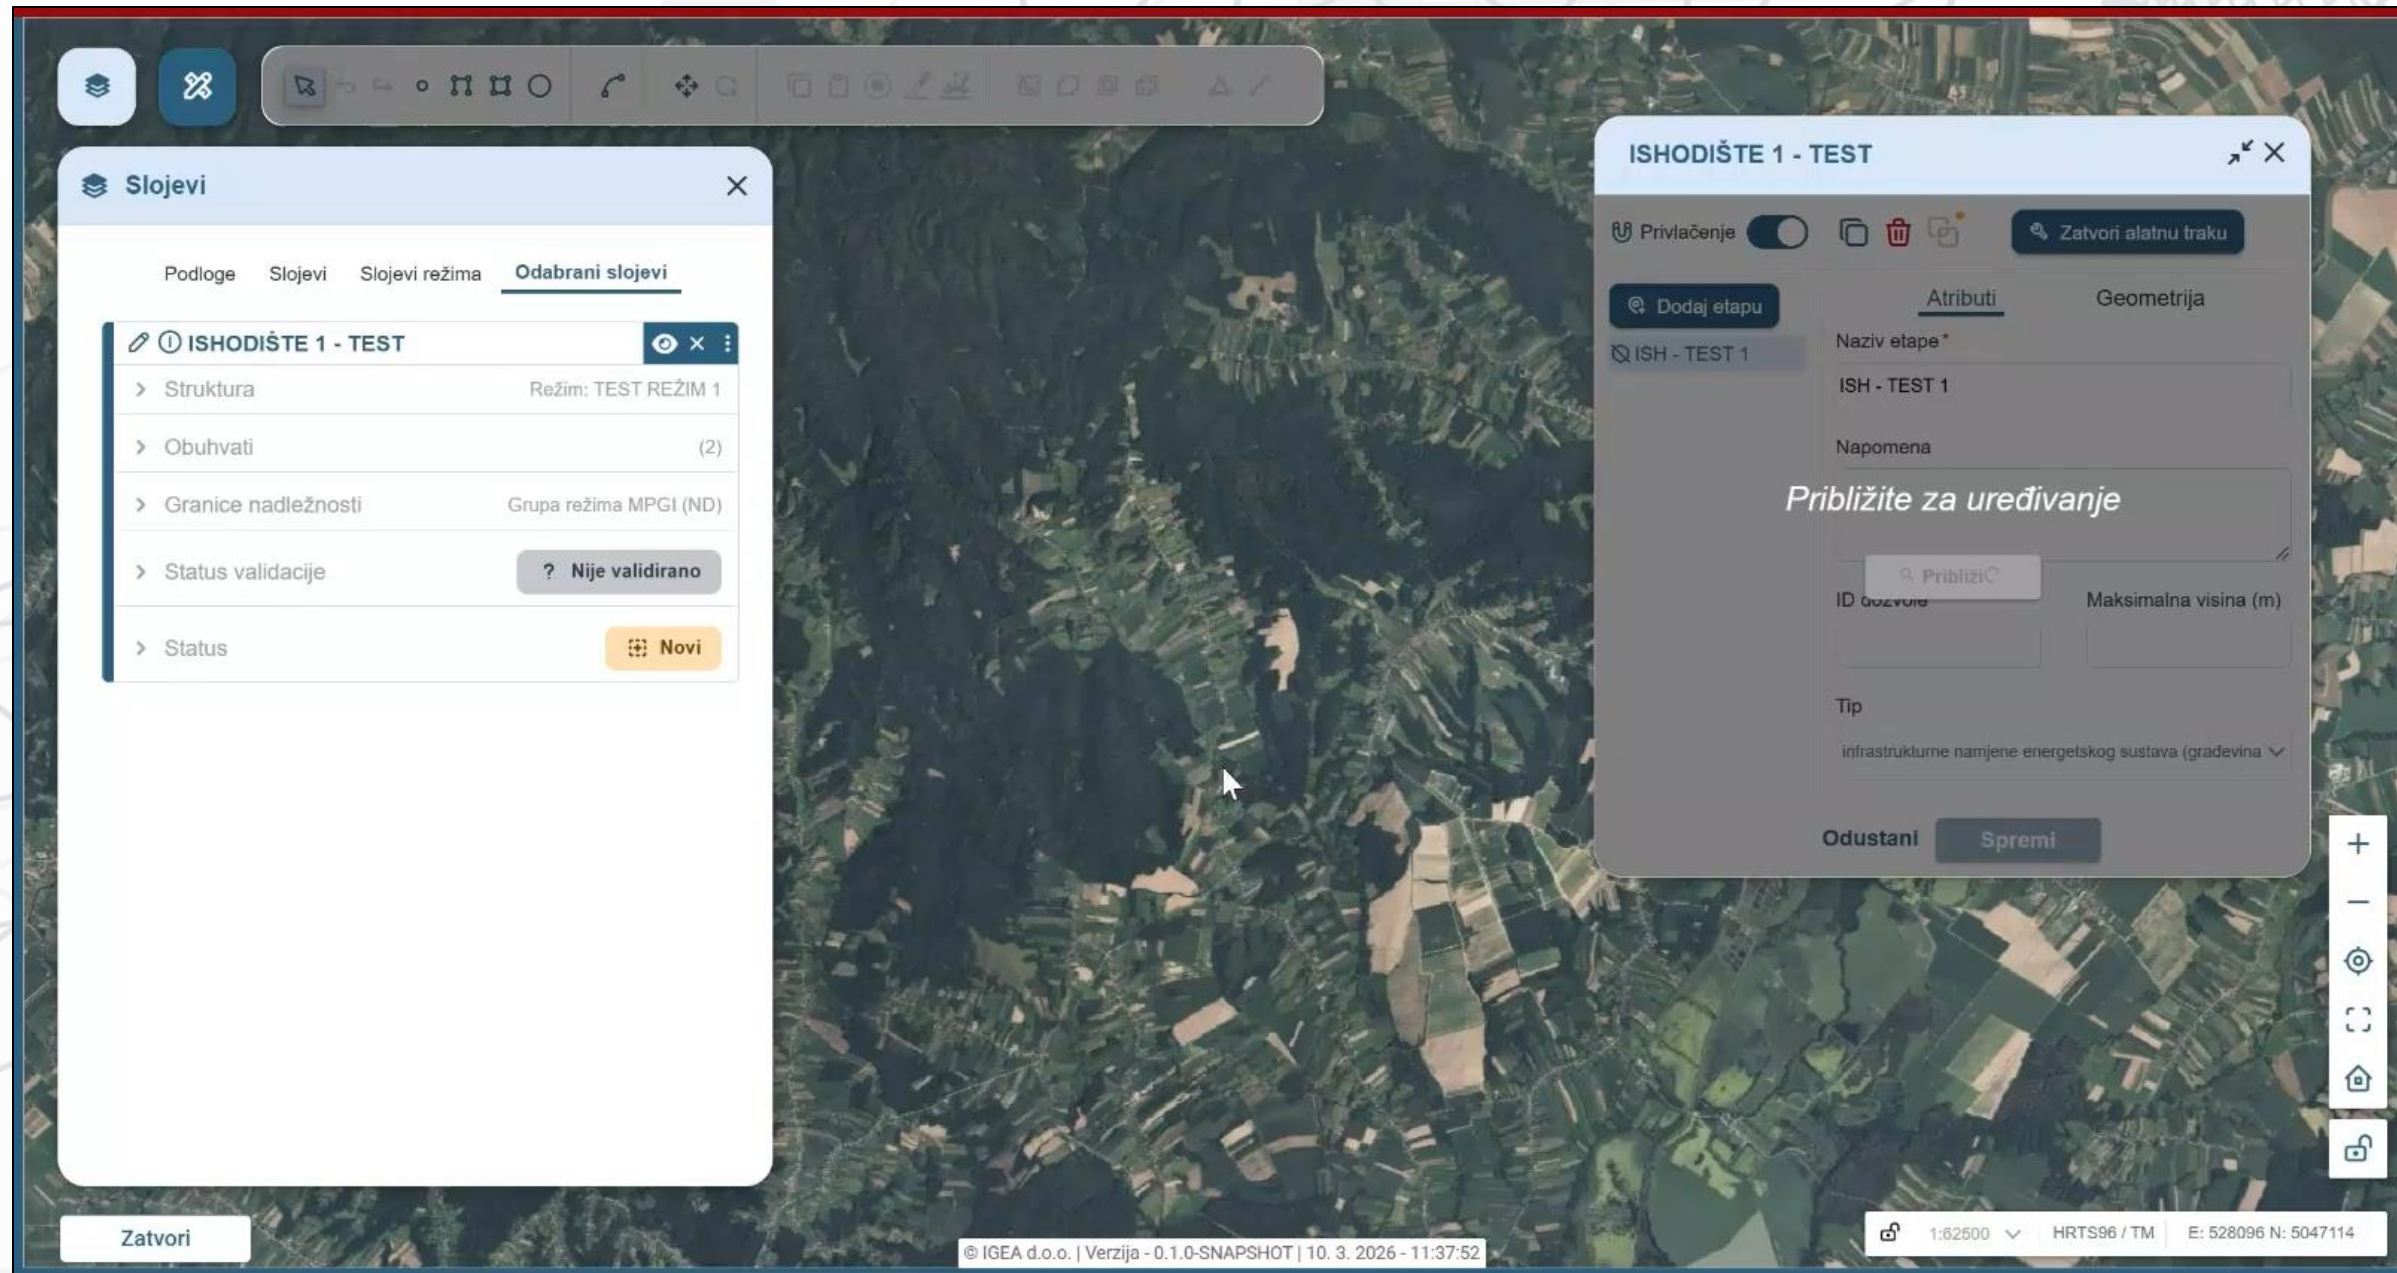 Slojevi
Podloge Slojevi Slojevi režima Odabrani slojevi
ISHODIŠTE 1 - TEST
Struktura Režim: TEST REŽIM 1
Obuhvati (2)
Granice nadležnosti Grupa režima MPGI (ND)
Status validacije ? Nije validirano
Status Novi
Zatvori
ISHODIŠTE 1 - TEST
Privlačenje Zatvori alatnu traku
Dodaj etapu
ISH - TEST 1
Atributi Geometrija
Naziv etape*
ISH - TEST 1
Napomena
Približite za uređivanje
Približi
ID dozvole Maksimalna visina (m)
Tip
infrastrukturne namjene energetskog sustava (građevina
Odustani Spremi
© IGEA d.o.o. | Verzija - 0.1.0-SNAPSHOT | 10. 3. 2026 - 11:37:52
1:62500 HRTS96 / TM E: 528096 N: 5047114